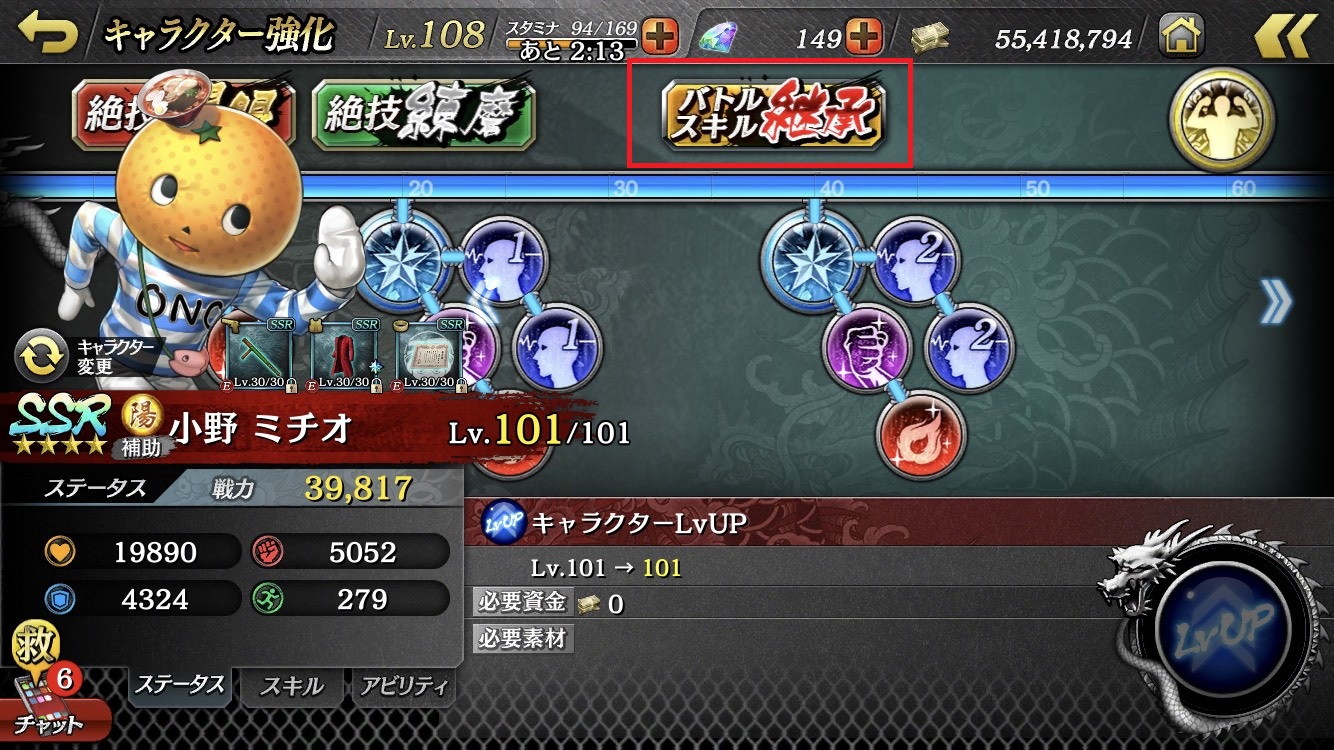 キャラクター強化
Lv.108
スタミナ 94/169
あと 2:13
149
55,418,794
絶技
絶技錬磨
バトル
スキル継承
20 30 40 50 60
1 2
1 2
ONO
キャラクター
変更
SSR SSR SSR
E Lv.30/30 E Lv.30/30 E Lv.30/30
SSR 陽 補助 小野 ミチオ Lv.101/101
ステータス 戦力 39,817
19890 5052
4324 279
LvUP キャラクターLvUP
Lv.101 → 101
必要資金 0
必要素材
LvUP
救
6
チャット
ステータス スキル アビリティ